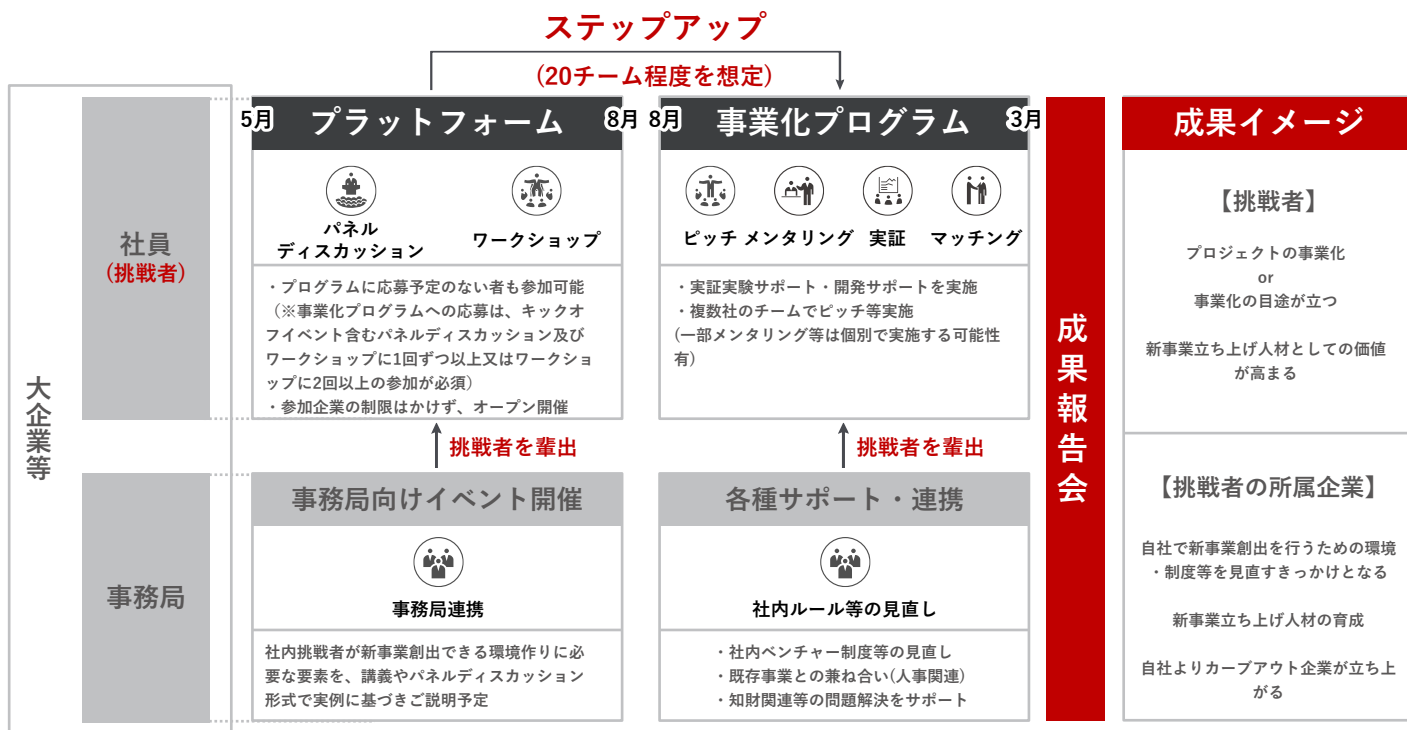 ステップアップ
(20チーム程度を想定)
大企業等
社員
(挑戦者)
5月 プラットフォーム 8月
パネル
ディスカッション
ワークショップ
・プログラムに応募予定のない者も参加可能
(※事業化プログラムへの応募は、キックオ
フイベント含むパネルディスカッション及び
ワークショップに1回ずつ以上又はワークショ
ップに2回以上の参加が必須)
・参加企業の制限はかけず、オープン開催
8月 事業化プログラム 3月
ピッチ メンタリング 実証 マッチング
・実証実験サポート・開発サポートを実施
・複数社のチームでピッチ等実施
(一部メンタリング等は個別で実施する可能性
有)
挑戦者を輩出
挑戦者を輩出
事務局
事務局向けイベント開催
事務局連携
社内挑戦者が新事業創出できる環境作りに必
要な要素を、講義やパネルディスカッション
形式で実例に基づきご説明予定
各種サポート・連携
社内ルール等の見直し
・社内ベンチャー制度等の見直し
・既存事業との兼ね合い(人事関連)
・知財関連等の問題解決をサポート
成果報告会
成果イメージ
【挑戦者】
プロジェクトの事業化
or
事業化の目途が立つ
新事業立ち上げ人材としての価値
が高まる
【挑戦者の所属企業】
自社で新事業創出を行うための環境
・制度等を見直すきっかけとなる
新事業立ち上げ人材の育成
自社よりカーブアウト企業が立ち上
がる